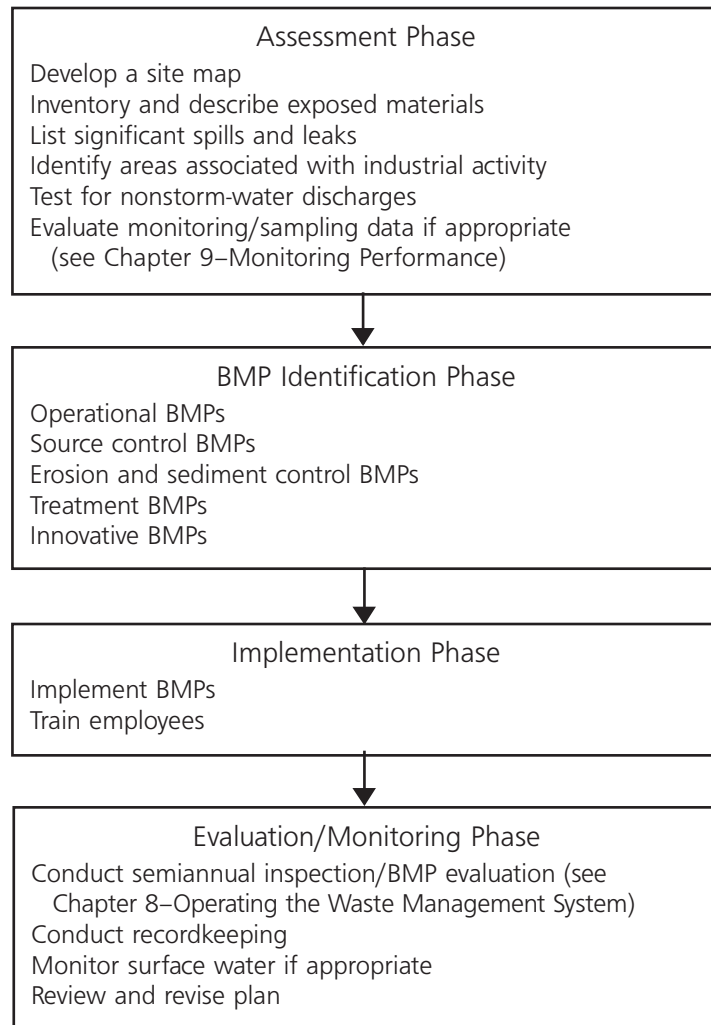 Assessment Phase
Develop a site map
Inventory and describe exposed materials
List significant spills and leaks
Identify areas associated with industrial activity
Test for nonstorm-water discharges
Evaluate monitoring/sampling data if appropriate
(see Chapter 9–Monitoring Performance)
BMP Identification Phase
Operational BMPs
Source control BMPs
Erosion and sediment control BMPs
Treatment BMPs
Innovative BMPs
Implementation Phase
Implement BMPs
Train employees
Evaluation/Monitoring Phase
Conduct semiannual inspection/BMP evaluation (see
Chapter 8–Operating the Waste Management System)
Conduct recordkeeping
Monitor surface water if appropriate
Review and revise plan